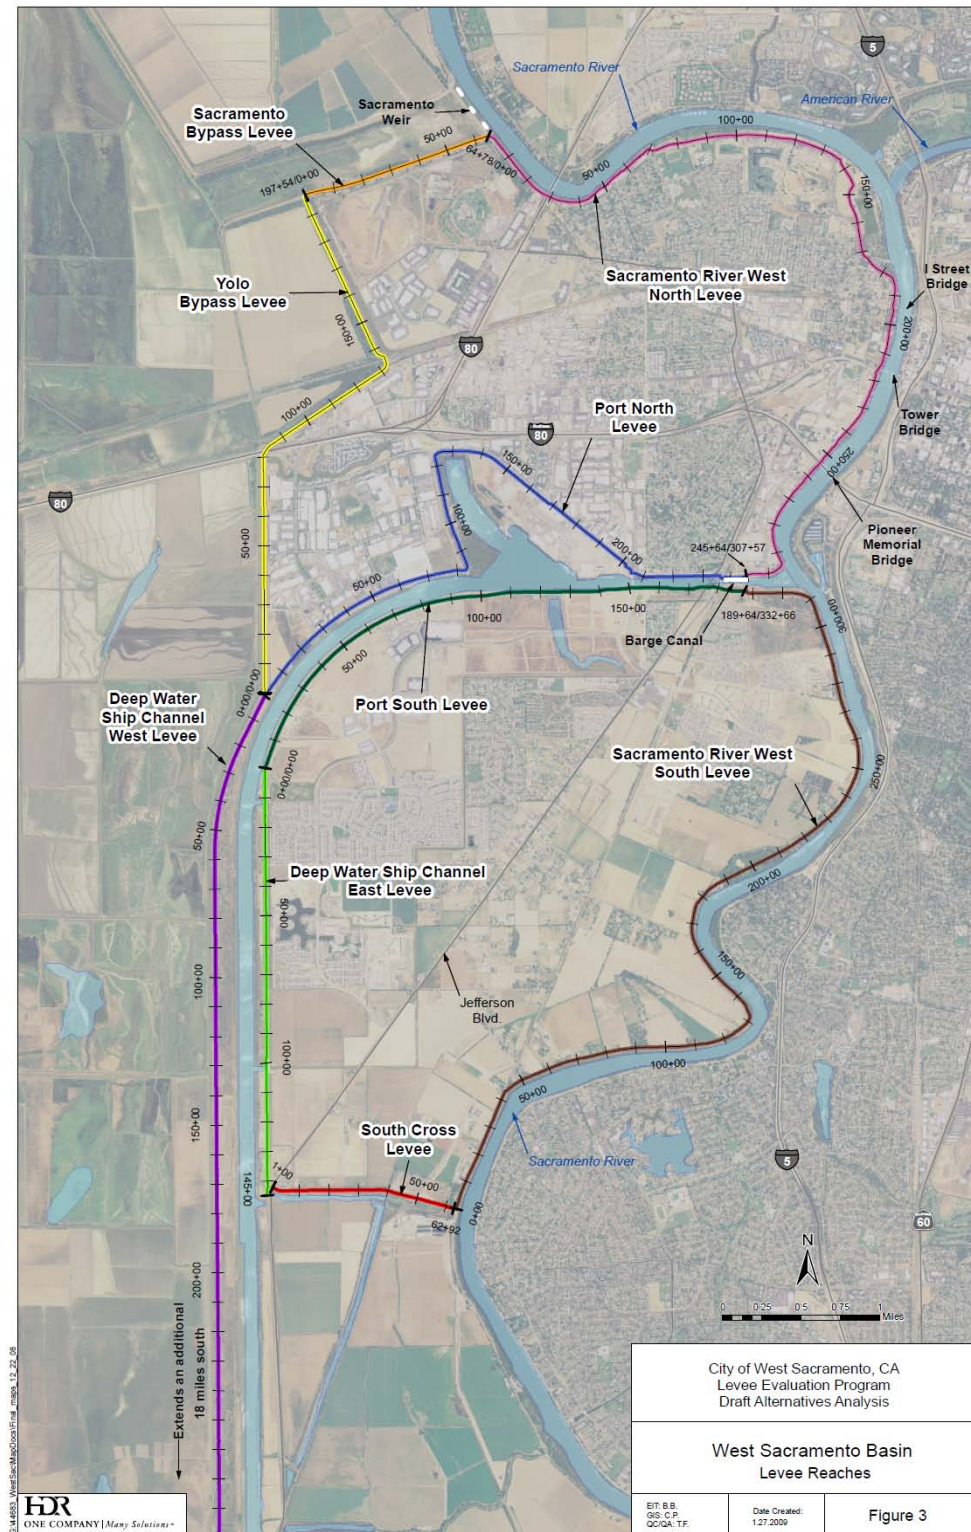 5
Sacramento River
American River
Sacramento
Weir
Sacramento
Bypass Levee
50+00
64+78/0+00
100+00
50+00
150+00
197+54/0+00
Sacramento River West
North Levee
I Street
Bridge
Yolo
Bypass Levee
150+00
200+00
80
100+00
Port North
Levee
80
Tower
Bridge
150+00
250+00
80
50+00
100+00
200+00
245+64/307+57
Pioneer
Memorial
Bridge
50+00
100+00
150+00
189+64/332+66
300+00
Barge Canal
50+00
0+00/0+00
Deep Water
Ship Channel
West Levee
Port South Levee
0+00/0+00
Sacramento River West
South Levee
250+00
50+00
Deep Water Ship Channel
East Levee
50+00
200+00
150+00
100+00
Jefferson
Blvd.
100+00
100+00
50+00
150+00
South Cross
Levee
Sacramento River
5
1+00
50+00
145+00
0+00
62+92
60
N
200+00
0 0.25 0.5 0.75 1
Miles
Extends an additional
18 miles south
City of West Sacramento, CA
Levee Evaluation Program
Draft Alternatives Analysis
West Sacramento Basin
Levee Reaches
EIT: B.B.
GIS: C.P.
QC/QA: T.F.
Date Created:
1.27.2009
Figure 3
HDR
ONE COMPANY | Many Solutions